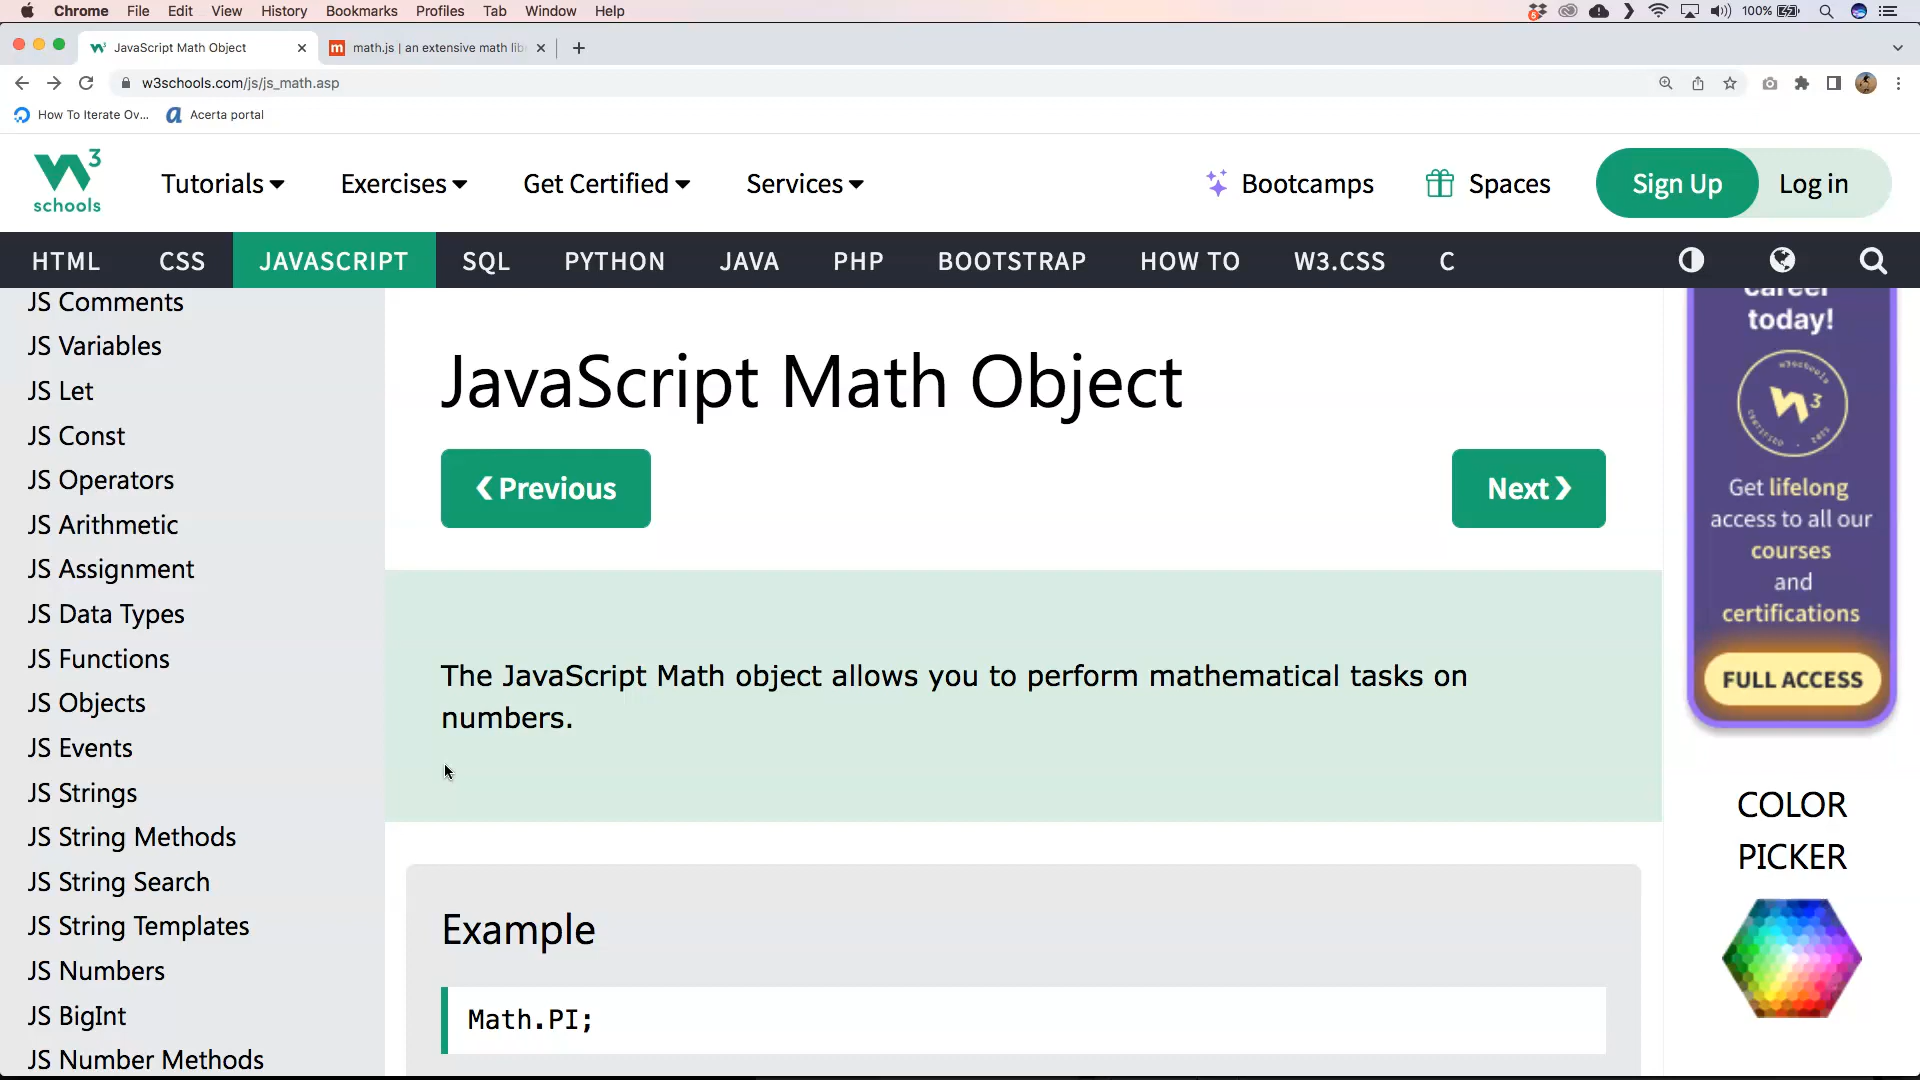 Chrome File Edit View History Bookmarks Profiles Tab Window Help 100%
JavaScript Math Object
math.js | an extensive math lib
w3schools.com/js/js_math.asp
How To Iterate Ov... Acerta portal
W3 schools
Tutorials Exercises Get Certified Services Bootcamps Spaces Sign Up Log in
HTML CSS JAVASCRIPT SQL PYTHON JAVA PHP BOOTSTRAP HOW TO W3.CSS C
JS Comments
JS Variables
JS Let
JS Const
JS Operators
JS Arithmetic
JS Assignment
JS Data Types
JS Functions
JS Objects
JS Events
JS Strings
JS String Methods
JS String Search
JS String Templates
JS Numbers
JS BigInt
JS Number Methods
JavaScript Math Object
❮ Previous
Next ❯
The JavaScript Math object allows you to perform mathematical tasks on
numbers.
Example
Math.PI;
career
today!
w3schools
CERTIFIED
Get lifelong
access to all our
courses
and
certifications
FULL ACCESS
COLOR
PICKER